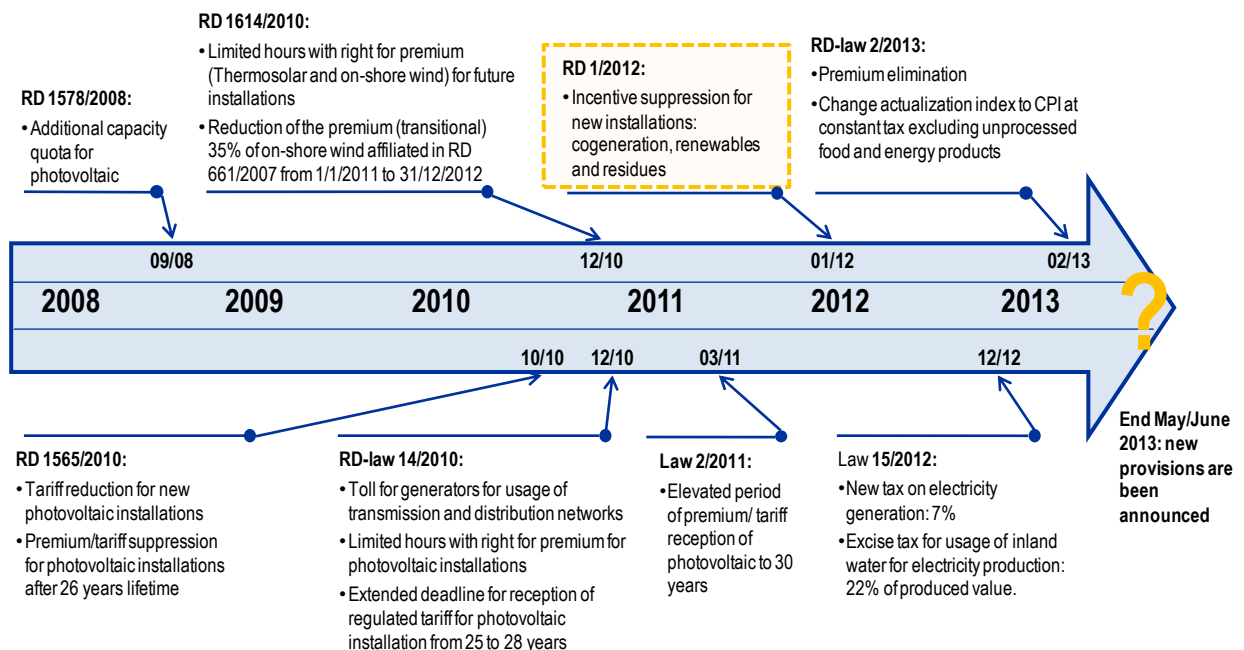 RD 1578/2008:
• Additional capacity
quota for
photovoltaic
RD 1614/2010:
• Limited hours with right for premium
(Thermosolar and on-shore wind) for future
installations
• Reduction of the premium (transitional)
35% of on-shore wind affiliated in RD
661/2007 from 1/1/2011 to 31/12/2012
RD 1/2012:
• Incentive suppression for
new installations:
cogeneration, renewables
and residues
RD-law 2/2013:
• Premium elimination
• Change actualization index to CPI at
constant tax excluding unprocessed
food and energy products
09/08
12/10
01/12
02/13
2008
2009
2010
2011
2012
2013
?
10/10
12/10
03/11
12/12
RD 1565/2010:
• Tariff reduction for new
photovoltaic installations
• Premium/tariff suppression
for photovoltaic installations
after 26 years lifetime
RD-law 14/2010:
• Toll for generators for usage of
transmission and distribution networks
• Limited hours with right for premium for
photovoltaic installations
• Extended deadline for reception of
regulated tariff for photovoltaic
installation from 25 to 28 years
Law 2/2011:
• Elevated period
of premium/ tariff
reception of
photovoltaic to 30
years
Law 15/2012:
• New tax on electricity
generation: 7%
• Excise tax for usage of inland
water for electricity production:
22% of produced value.
End May/June
2013: new
provisions are
been
announced